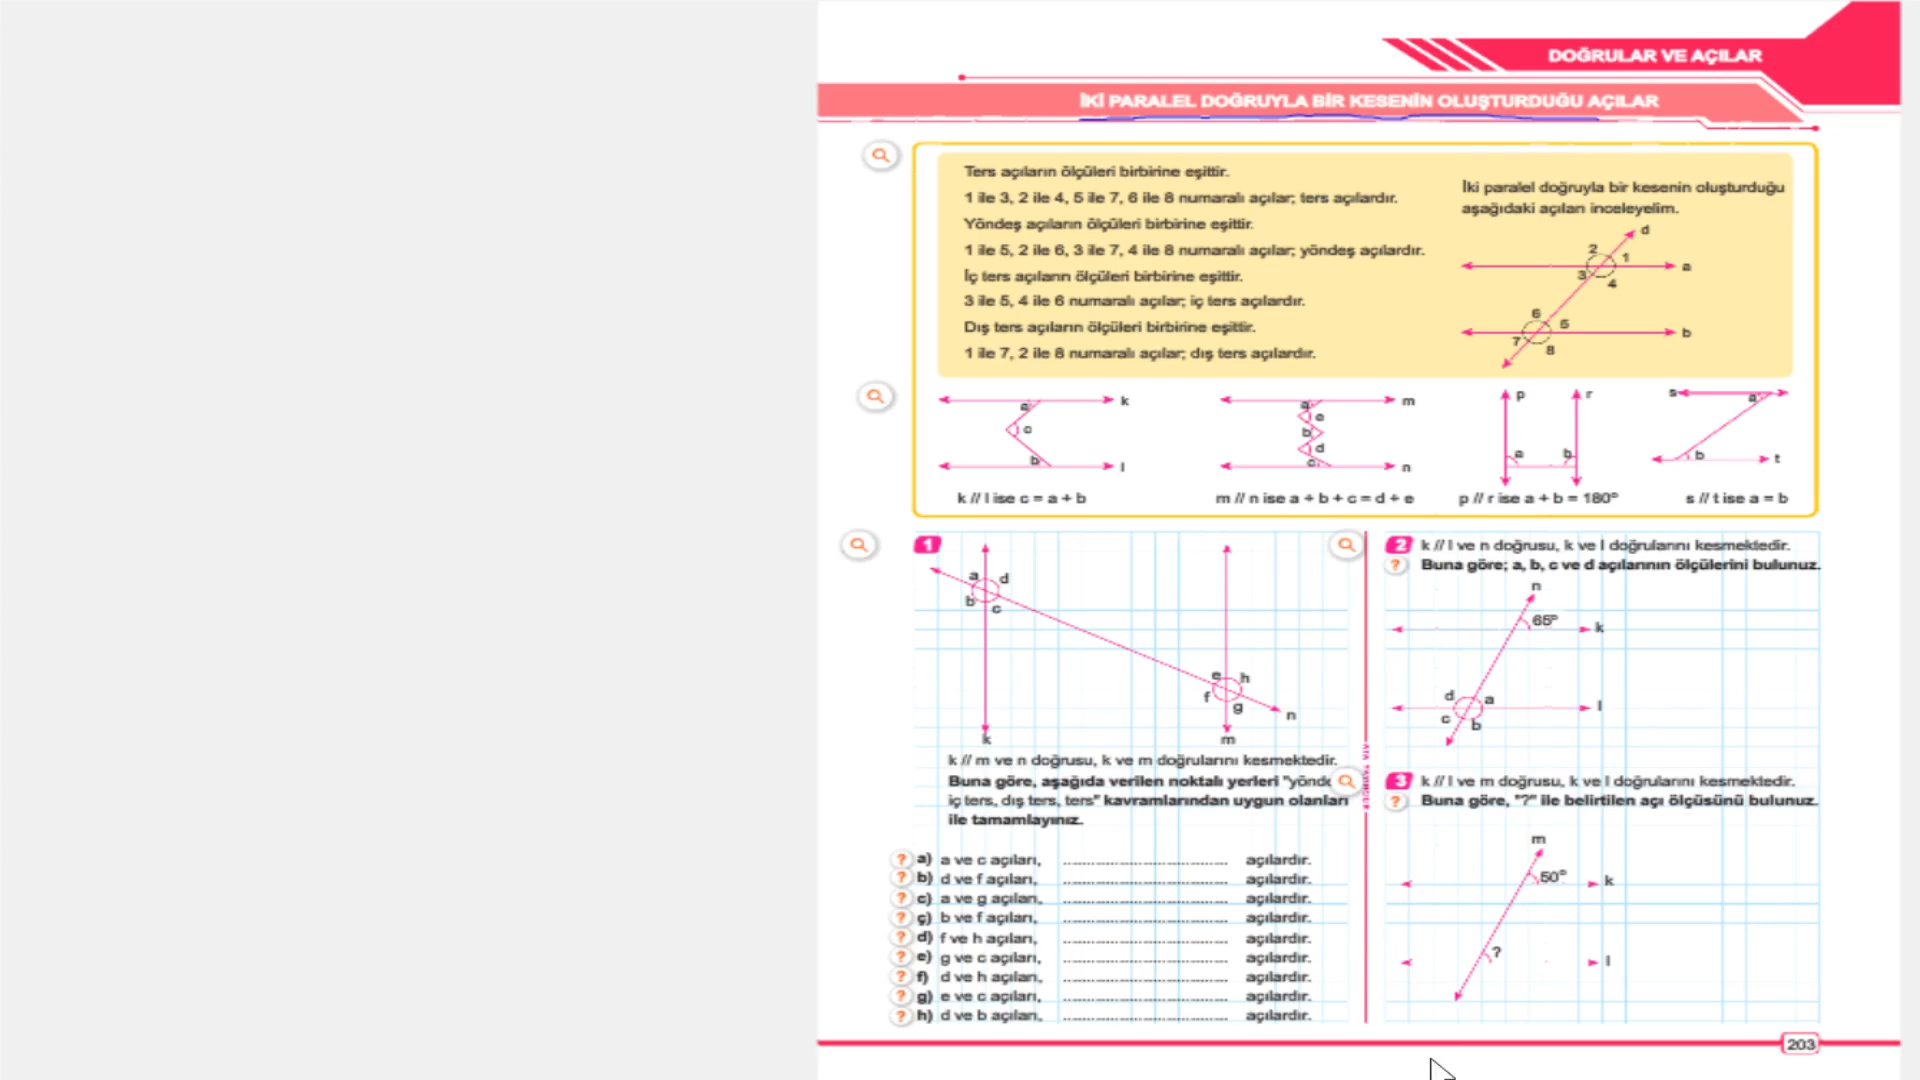 DOĞRULAR VE AÇILAR
İKİ PARALEL DOĞRUYLA BİR KESENİN OLUŞTURDUĞU AÇILAR
Ters açıların ölçüleri birbirine eşittir.
1 ile 3, 2 ile 4, 5 ile 7, 6 ile 8 numaralı açılar; ters açılardır.
Yöndeş açıların ölçüleri birbirine eşittir.
1 ile 5, 2 ile 6, 3 ile 7, 4 ile 8 numaralı açılar; yöndeş açılardır.
İç ters açıların ölçüleri birbirine eşittir.
3 ile 5, 4 ile 6 numaralı açılar; iç ters açılardır.
Dış ters açıların ölçüleri birbirine eşittir.
1 ile 7, 2 ile 8 numaralı açılar; dış ters açılardır.
İki paralel doğruyla bir kesenin oluşturduğu
aşağıdaki açıları inceleyelim.
d
2
1
a
3
4
6
5
b
7
8
a
k
c
b
l
k // l ise c = a + b
a
m
e
b
d
c
n
m // n ise a + b + c = d + e
p
r
a
b
p // r ise a + b = 180°
s
a
b
t
s // t ise a = b
1
a
d
b
c
e
h
f
g
n
k
m
k // m ve n doğrusu, k ve m doğrularını kesmektedir.
Buna göre, aşağıda verilen noktalı yerleri "yönde
iç ters, dış ters, ters" kavramlarından uygun olanları
ile tamamlayınız.
? a) a ve c açıları, ........................................ açılardır.
? b) d ve f açıları, ........................................ açılardır.
? c) a ve g açıları, ........................................ açılardır.
? ç) b ve f açıları, ........................................ açılardır.
? d) f ve h açıları, ........................................ açılardır.
? e) g ve c açıları, ........................................ açılardır.
? f) d ve h açıları, ........................................ açılardır.
? g) e ve c açıları, ........................................ açılardır.
? h) d ve b açıları, ........................................ açılardır.
2 k // l ve n doğrusu, k ve l doğrularını kesmektedir.
? Buna göre; a, b, c ve d açılarının ölçülerini bulunuz.
n
65°
k
d
a
l
c
b
3 k // l ve m doğrusu, k ve l doğrularını kesmektedir.
? Buna göre, "?" ile belirtilen açı ölçüsünü bulunuz.
m
50°
k
?
l
203